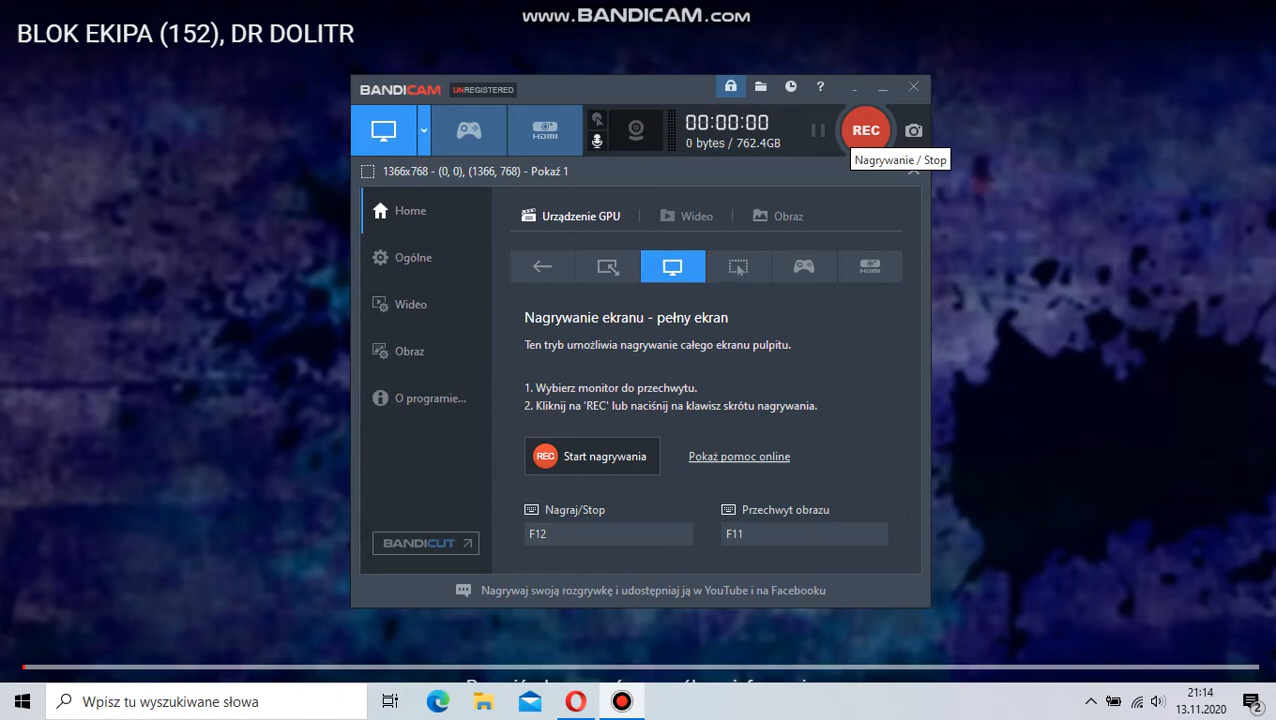 www.BANDICAM.com
BLOK EKIPA (152), DR DOLITR
BANDICAM UNREGISTERED ?
HDMI 00:00:00 REC
0 bytes / 762.4GB
Nagrywanie / Stop
1366x768 - (0, 0), (1366, 768) - Pokaż 1
Home
Ogólne
Wideo
Obraz
O programie...
BANDICUT
Urządzenie GPU Wideo Obraz
HDMI
Nagrywanie ekranu - pełny ekran
Ten tryb umożliwia nagrywanie całego ekranu pulpitu.
1. Wybierz monitor do przechwytu.
2. Kliknij na 'REC' lub naciśnij na klawisz skrótu nagrywania.
REC Start nagrywania Pokaż pomoc online
Nagraj/Stop Przechwyt obrazu
F12 F11
Nagrywaj swoją rozgrywkę i udostępniaj ją w YouTube i na Facebooku
Wpisz tu wyszukiwane słowa
21:14
13.11.2020
2